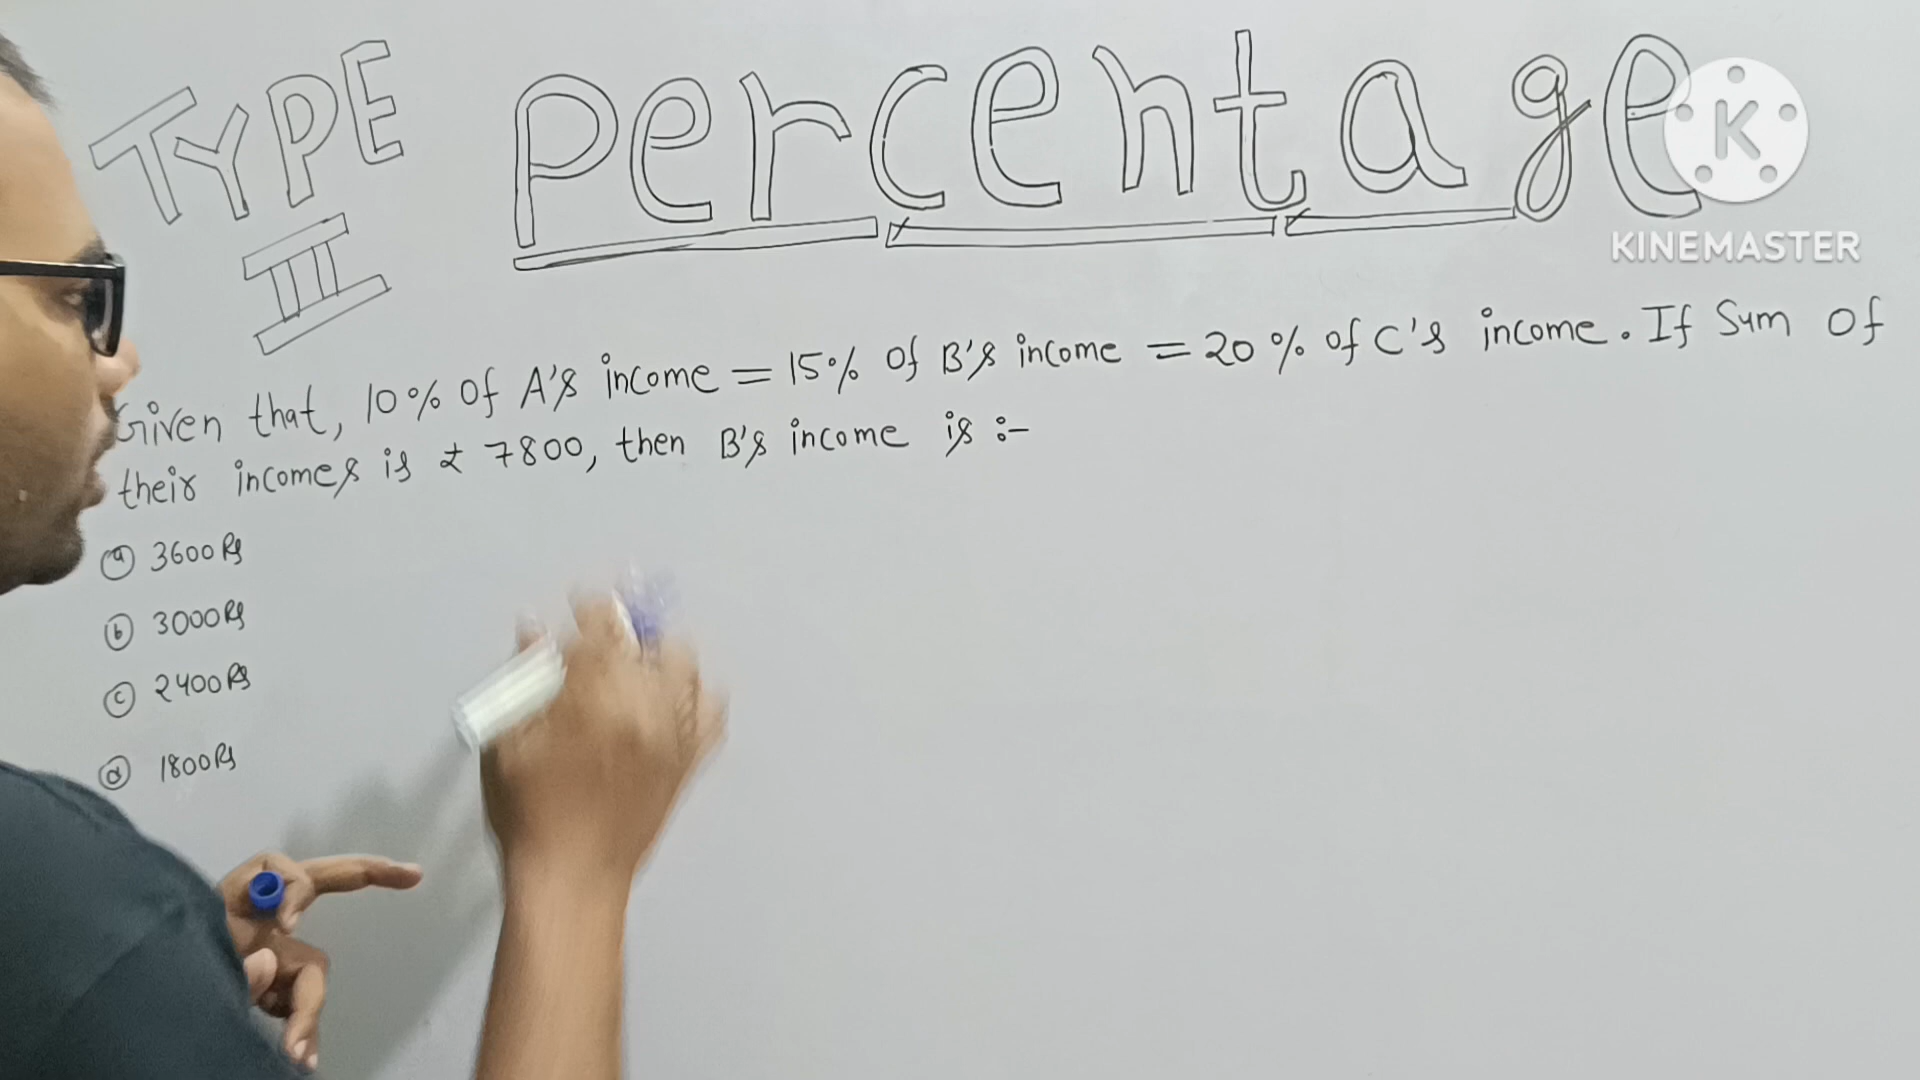 TYPE III
Percentage
K
KINEMASTER
Given that, 10% of A's income = 15% of B's income = 20% of C's income. If Sum of
their incomes is ₹ 7800, then B's income is :-
(a) 3600 Rs
(b) 3000 Rs
(c) 2400 Rs
(d) 1800 Rs